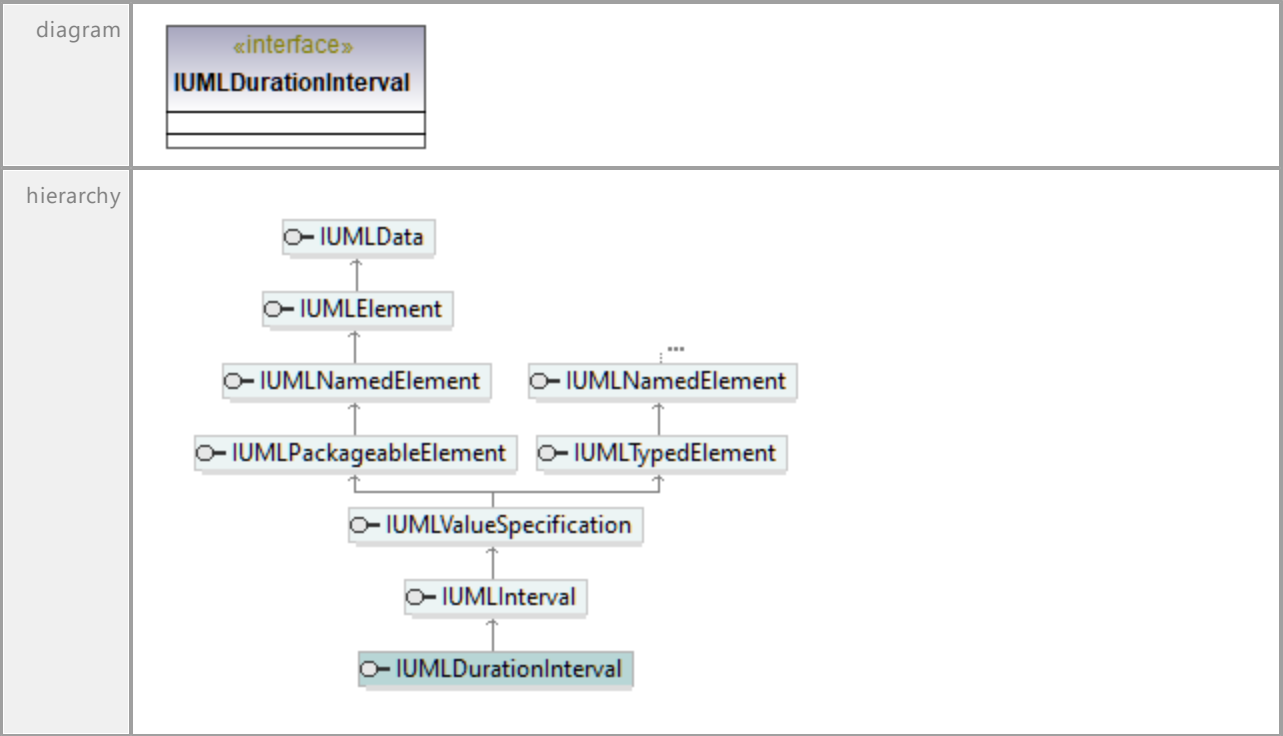 diagram
«interface»
IUMLDurationInterval
hierarchy
IUMLData
IUMLElement
...
IUMLNamedElement IUMLNamedElement
IUMLPackageableElement IUMLTypedElement
IUMLValueSpecification
IUMLInterval
IUMLDurationInterval